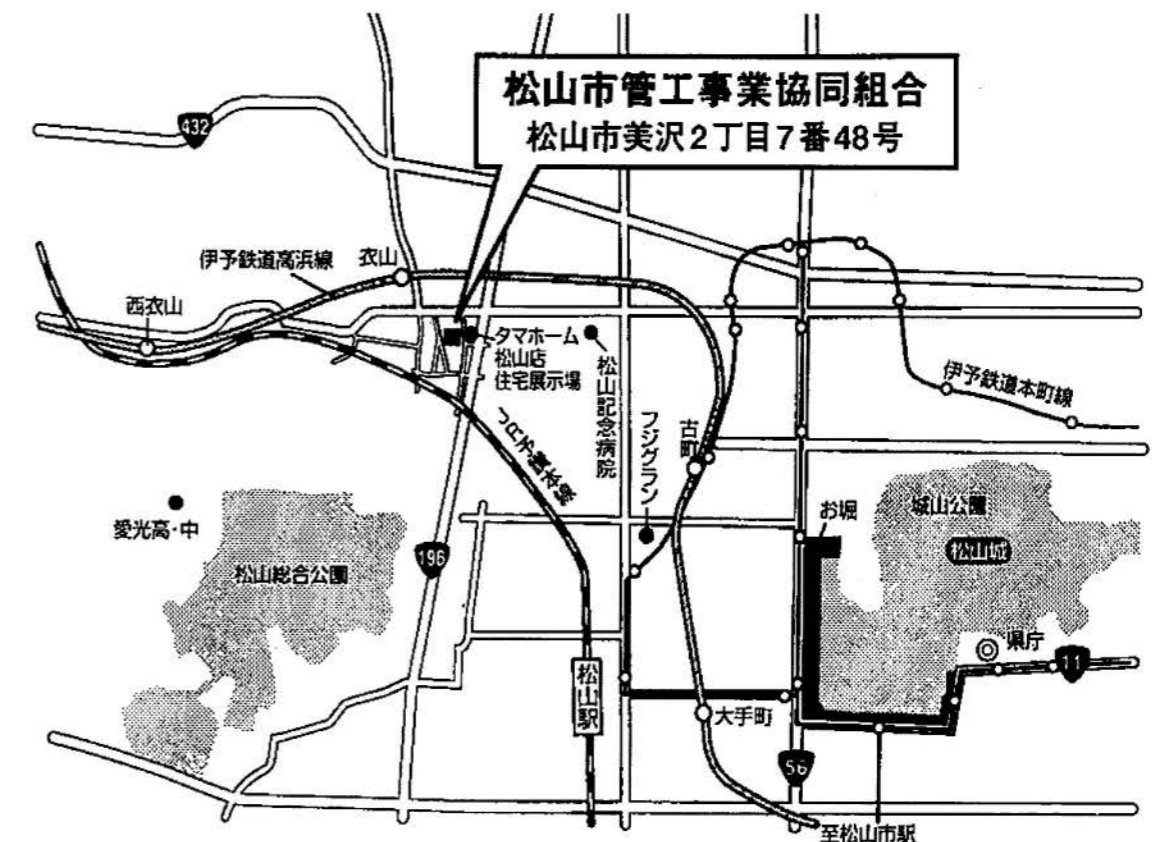 松山市管工事業協同組合
松山市美沢2丁目7番48号
432
伊予鉄道高浜線
衣山
西衣山
タマホーム
松山店
住宅展示場
松山記念病院
フジグラン
古町
伊予鉄道本町線
JR予讃本線
愛光高・中
松山総合公園
196
お堀
城山公園
松山城
県庁
11
松山駅
大手町
56
至松山市駅